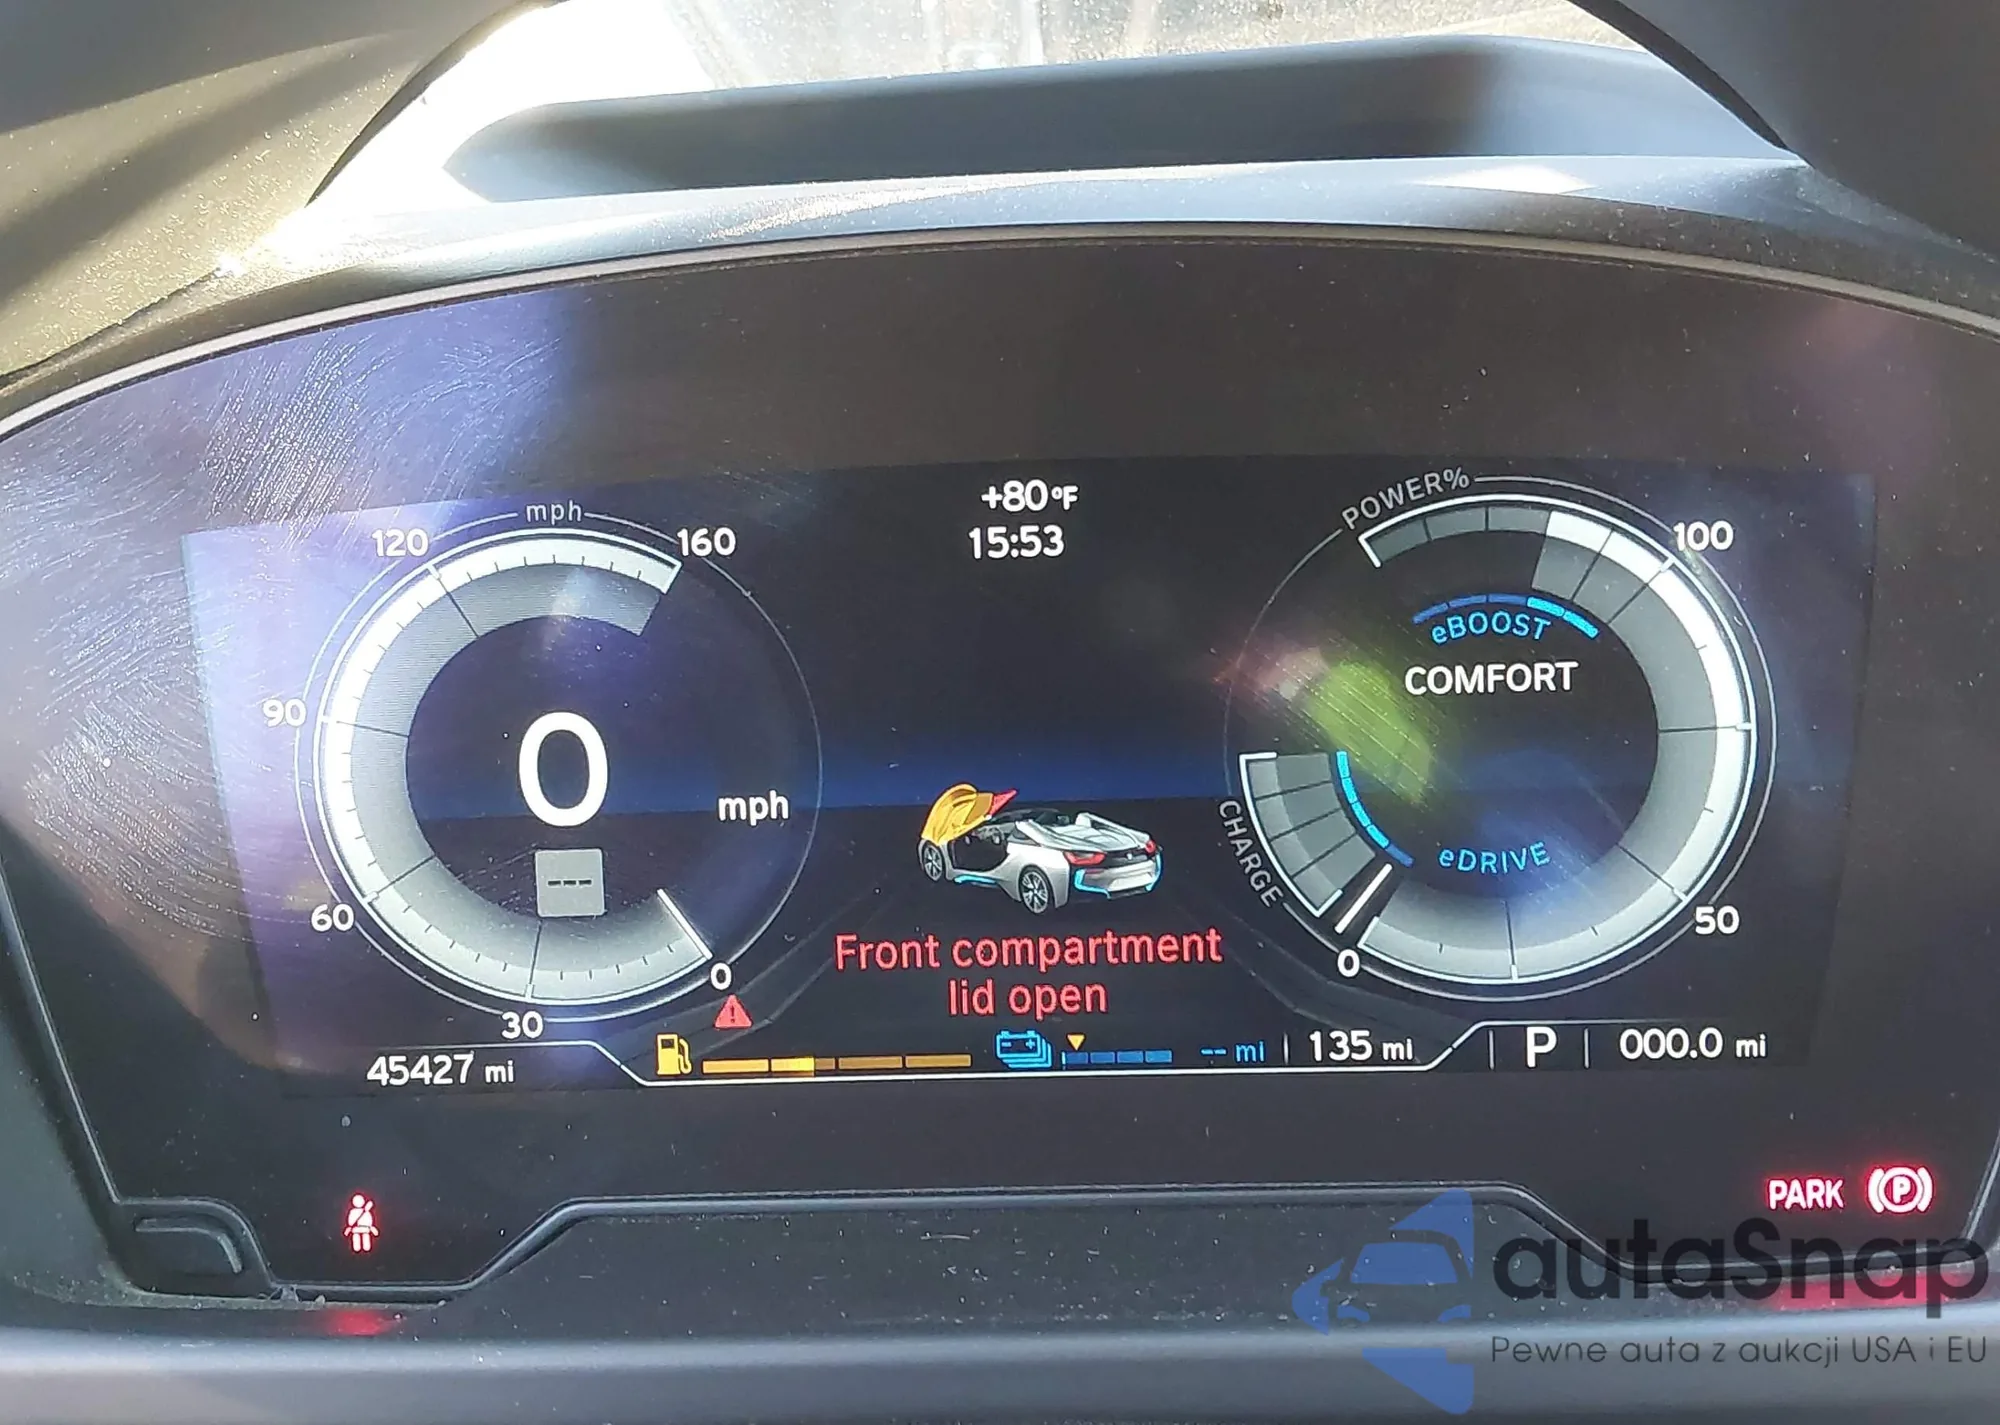 +80°F
15:53
mph
120
160
90
60
30
0
0
mph
---
POWER%
100
eBOOST
COMFORT
CHARGE
eDRIVE
50
0
Front compartment
lid open
45427 mi
-- mi
135 mi
P
000.0 mi
PARK
P
autaSnap
Pewne auta z aukcji USA i EU